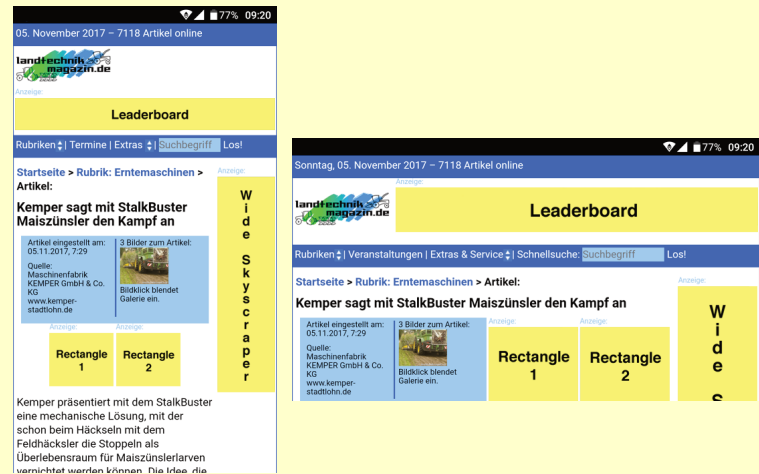 77% 09:20
05. November 2017 – 7118 Artikel online
landtechnik
magazin.de
Anzeige:
Leaderboard
Rubriken | Termine | Extras | Suchbegriff Los!
Startseite > Rubrik: Erntemaschinen >
Artikel:
Kemper sagt mit StalkBuster
Maiszünsler den Kampf an
Artikel eingestellt am:
05.11.2017, 7:29
Quelle:
Maschinenfabrik
KEMPER GmbH & Co.
KG
www.kemper-
stadtlohn.de
3 Bilder zum Artikel:
Bildklick blendet
Galerie ein.
Anzeige:
Rectangle
1
Anzeige:
Rectangle
2
Anzeige:
Wide Skyscraper
Kemper präsentiert mit dem StalkBuster
eine mechanische Lösung, mit der
schon beim Häckseln mit dem
Feldhäcksler die Stoppeln als
Überlebensraum für Maiszünslerlarven
vernichtet werden können. Die Idee, die
77% 09:20
Sonntag, 05. November 2017 – 7118 Artikel online
landtechnik
magazin.de
Anzeige:
Leaderboard
Rubriken | Veranstaltungen | Extras & Service | Schnellsuche: Suchbegriff Los!
Startseite > Rubrik: Erntemaschinen > Artikel:
Kemper sagt mit StalkBuster Maiszünsler den Kampf an
Artikel eingestellt am:
05.11.2017, 7:29
Quelle:
Maschinenfabrik
KEMPER GmbH & Co.
KG
www.kemper-
stadtlohn.de
3 Bilder zum Artikel:
Bildklick blendet
Galerie ein.
Anzeige:
Rectangle
1
Anzeige:
Rectangle
2
Anzeige:
Wide S